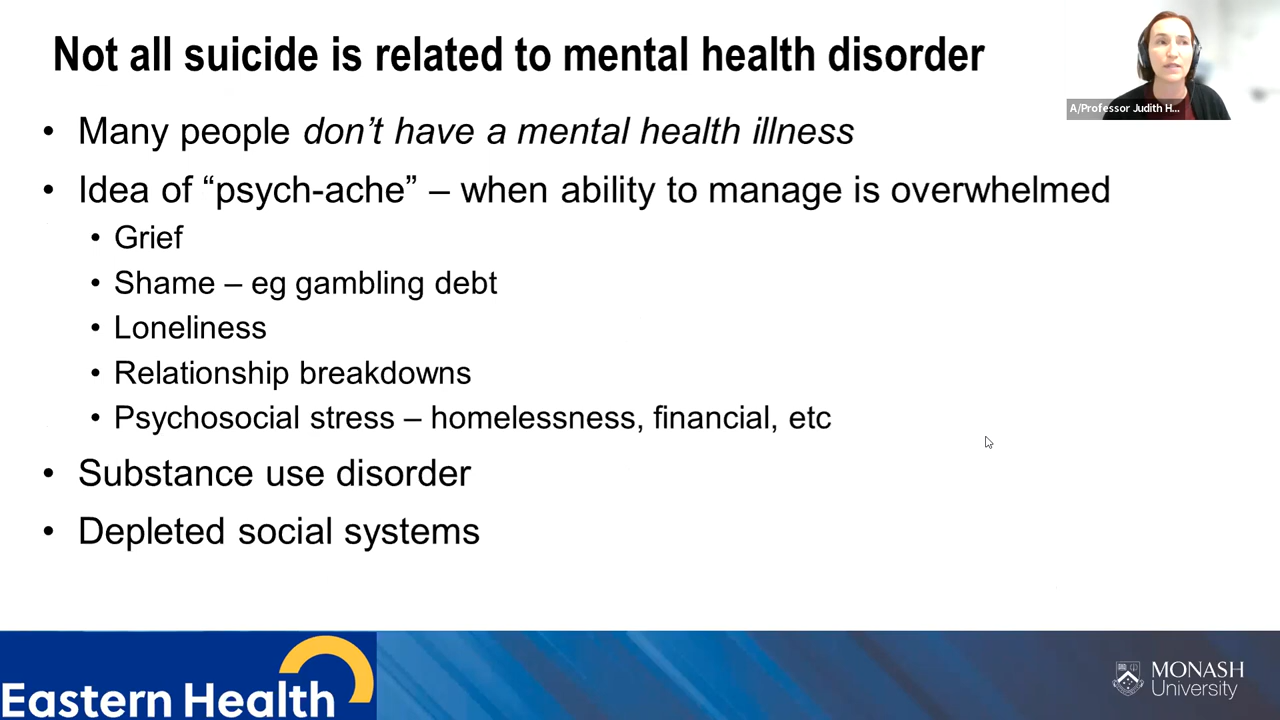 Not all suicide is related to mental health disorder
A/Professor Judith H...
• Many people don’t have a mental health illness
• Idea of “psych-ache” – when ability to manage is overwhelmed
• Grief
• Shame – eg gambling debt
• Loneliness
• Relationship breakdowns
• Psychosocial stress – homelessness, financial, etc
• Substance use disorder
• Depleted social systems
Eastern Health
MONASH
University